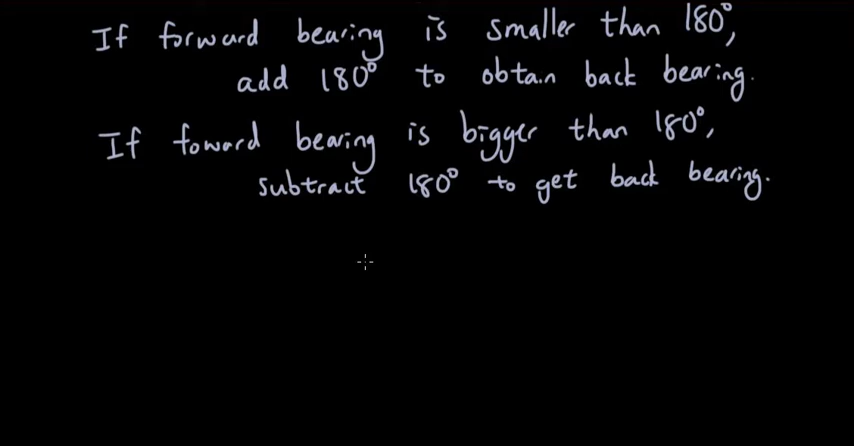 If forward bearing is smaller than 180°,
add 180° to obtain back bearing.
If foward bearing is bigger than 180°,
subtract 180° to get back bearing.